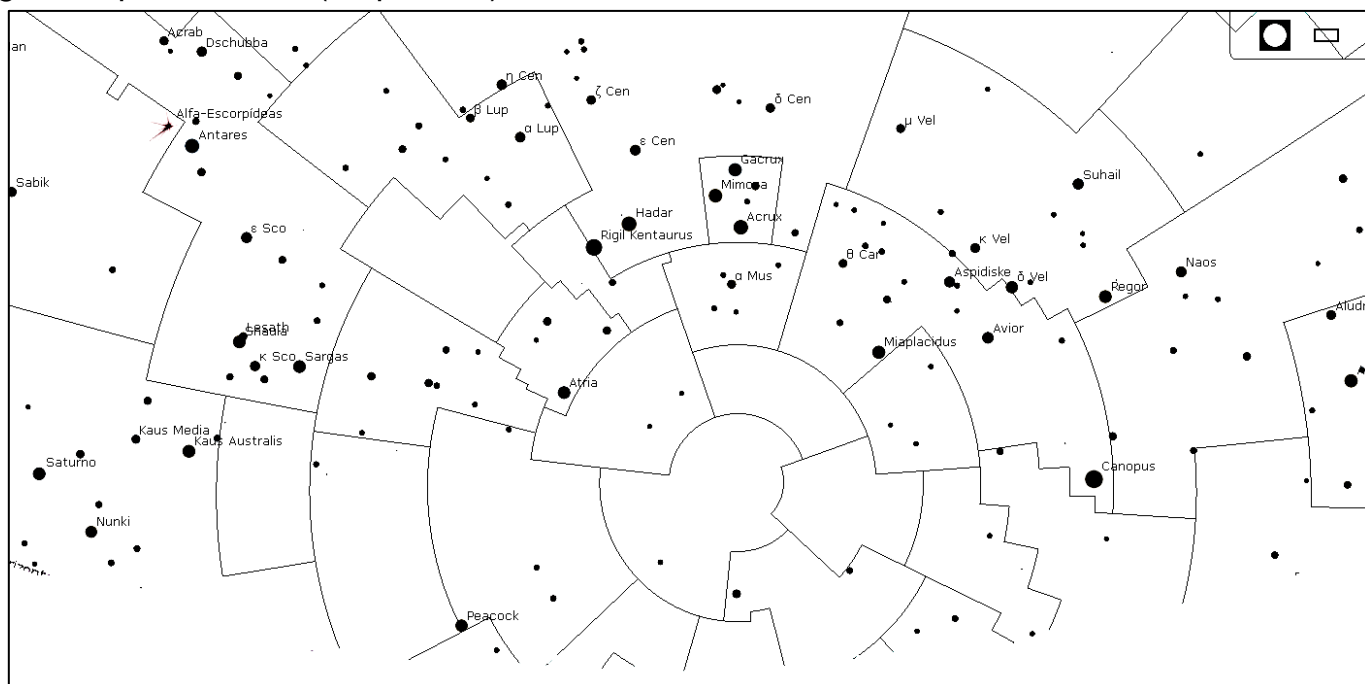 Acrab
an
Dschubba
η Cen
ζ Cen
δ Cen
β Lup
α Lup
μ Vel
Alfa-Escorpídeas
Antares
ε Cen
Gacrux
Suhail
Sabik
Mimosa
Hadar
Acrux
ε Sco
Rigil Kentaurus
κ Vel
θ Car
Naos
α Mus
Aspidiske
δ Vel
Regor
Lesath
Shaula
Avior
Miaplacidus
κ Sco
Sargas
Atria
Kaus Media
Kaus Australis
Saturno
Canopus
Nunki
Peacock